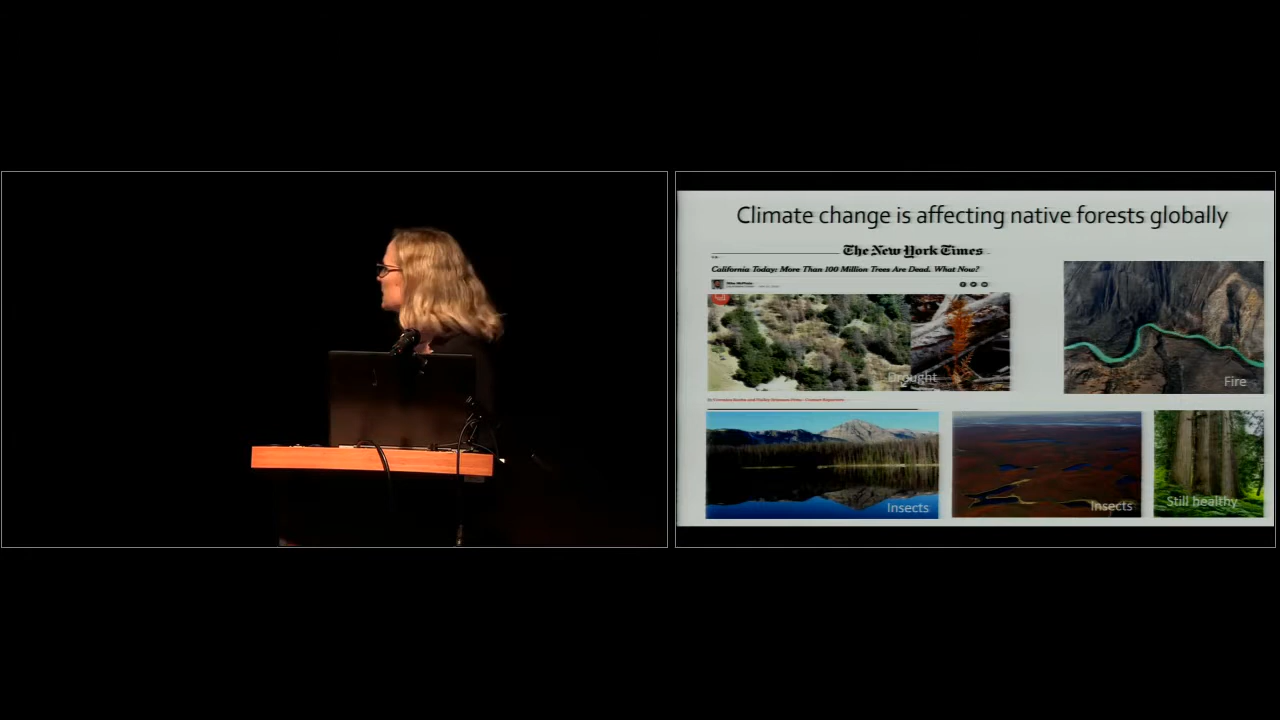 Climate change is affecting native forests globally
The New York Times
California Today: More Than 100 Million Trees Are Dead. What Now?
Drought
Fire
Insects
Insects
Still healthy